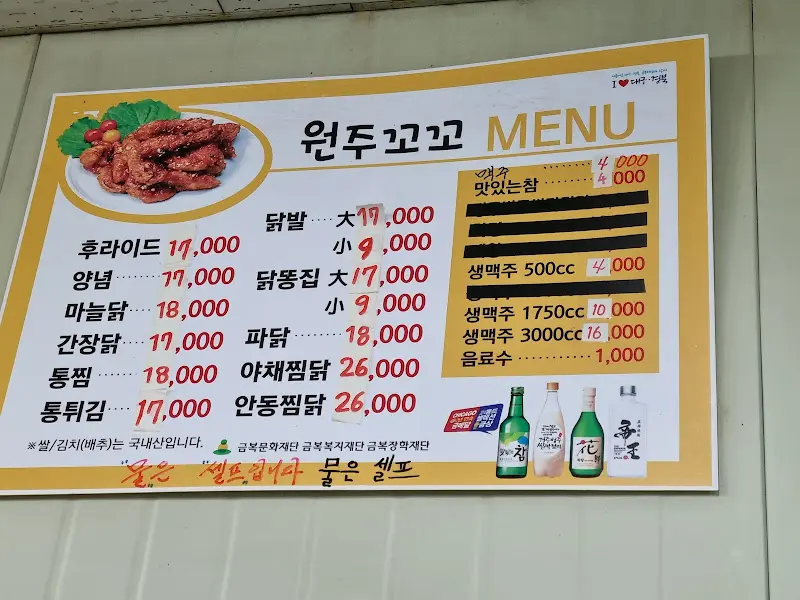 I ♥ 대구·경북
원주꼬꼬 MENU
후라이드 17,000
양념 ······· 17,000
마늘닭 ··· 18,000
간장닭 ··· 17,000
통찜 ······· 18,000
통튀김 ···· 17,000
닭발 ···· 大 17,000
小 9,000
닭똥집 大 17,000
小 9,000
파닭 ········· 18,000
야채찜닭 26,000
안동찜닭 26,000
맥주 ······· 4000
맛있는참 ········ 4,000
생맥주 500cc 4,000
생맥주 1750cc 10,000
생맥주 3000cc 16,000
음료수 ············ 1,000
※쌀/김치(배추)는 국내산입니다.
금복문화재단 금복복지재단 금복장학재단
CHICAGO
참
花
"물"은 "셀프"입니다 물은 셀프